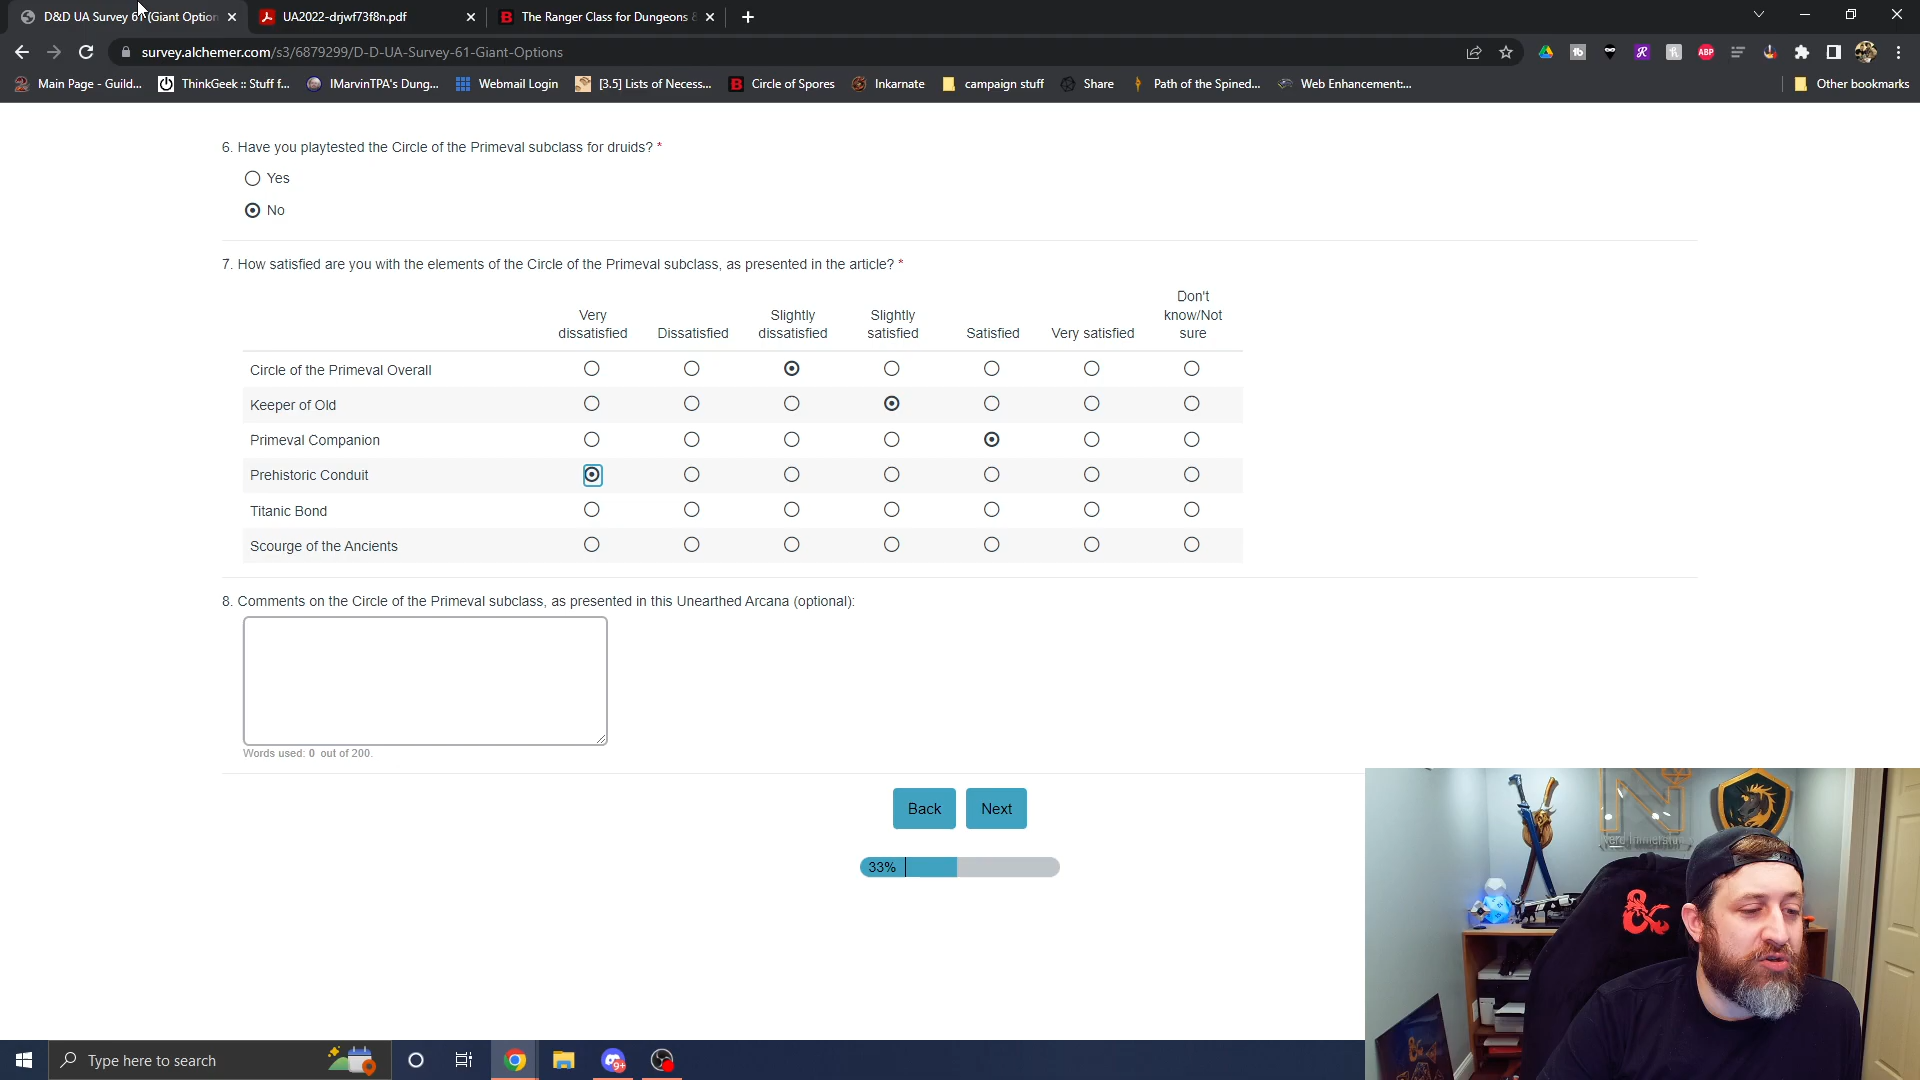 D&D UA Survey 61 (Giant Option
UA2022-drjwf73f8n.pdf
The Ranger Class for Dungeons &
survey.alchemer.com/s3/6879299/D-D-UA-Survey-61-Giant-Options
Main Page - Guild...
ThinkGeek :: Stuff f...
IMarvinTPA's Dung...
Webmail Login
[3.5] Lists of Necess...
Circle of Spores
Inkarnate
campaign stuff
Share
Path of the Spined...
Web Enhancement:...
Other bookmarks
6. Have you playtested the Circle of the Primeval subclass for druids? *
Yes
No
7. How satisfied are you with the elements of the Circle of the Primeval subclass, as presented in the article? *
Very dissatisfied
Dissatisfied
Slightly dissatisfied
Slightly satisfied
Satisfied
Very satisfied
Don't know/Not sure
Circle of the Primeval Overall
Keeper of Old
Primeval Companion
Prehistoric Conduit
Titanic Bond
Scourge of the Ancients
8. Comments on the Circle of the Primeval subclass, as presented in this Unearthed Arcana (optional):
Words used: 0 out of 200.
Back
Next
33%
Nerd Immersion
Type here to search
9+
ABP